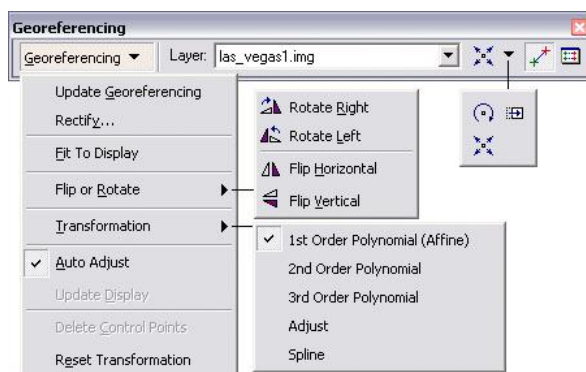 Georeferencing
Georeferencing Layer: las_vegas1.img
Update Georeferencing
Rectify...
Fit To Display
Flip or Rotate
Transformation
Auto Adjust
Update Display
Delete Control Points
Reset Transformation
Rotate Right
Rotate Left
Flip Horizontal
Flip Vertical
1st Order Polynomial (Affine)
2nd Order Polynomial
3rd Order Polynomial
Adjust
Spline